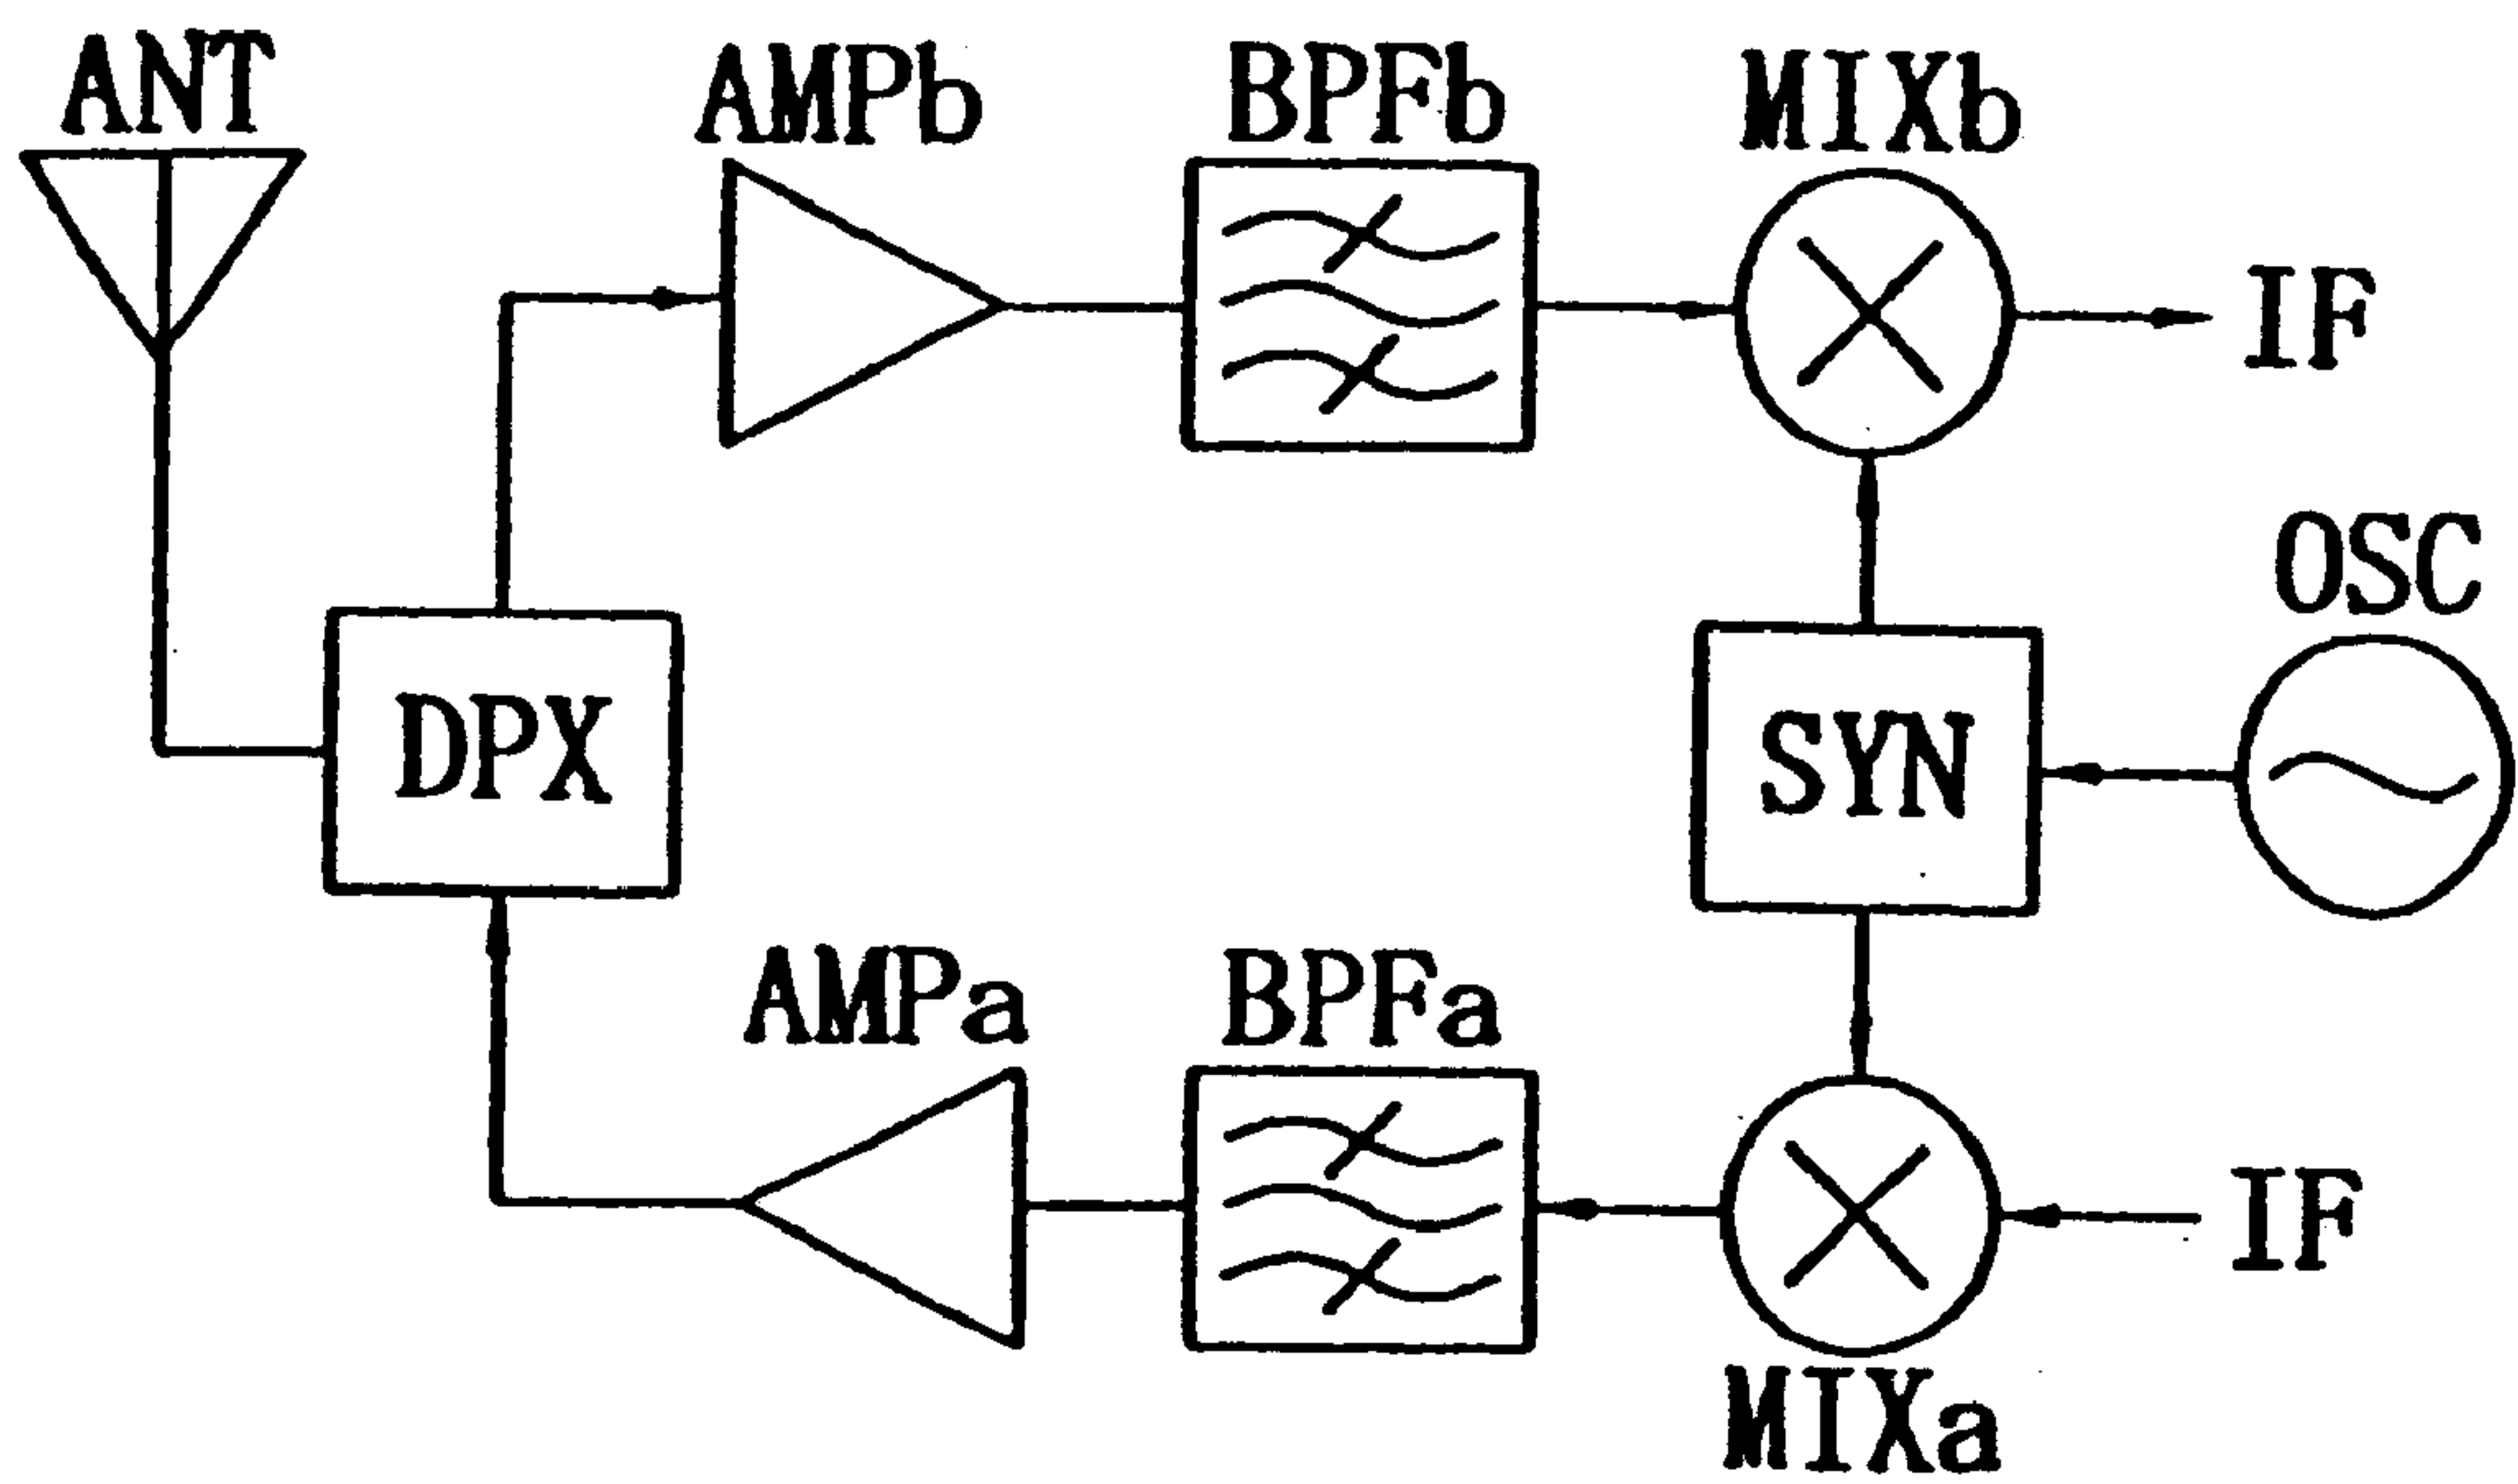 ANT
AMPb
BPFb
MIXb
IF
OSC
DPX
SYN
AMPa
BPFa
IF
MIXa